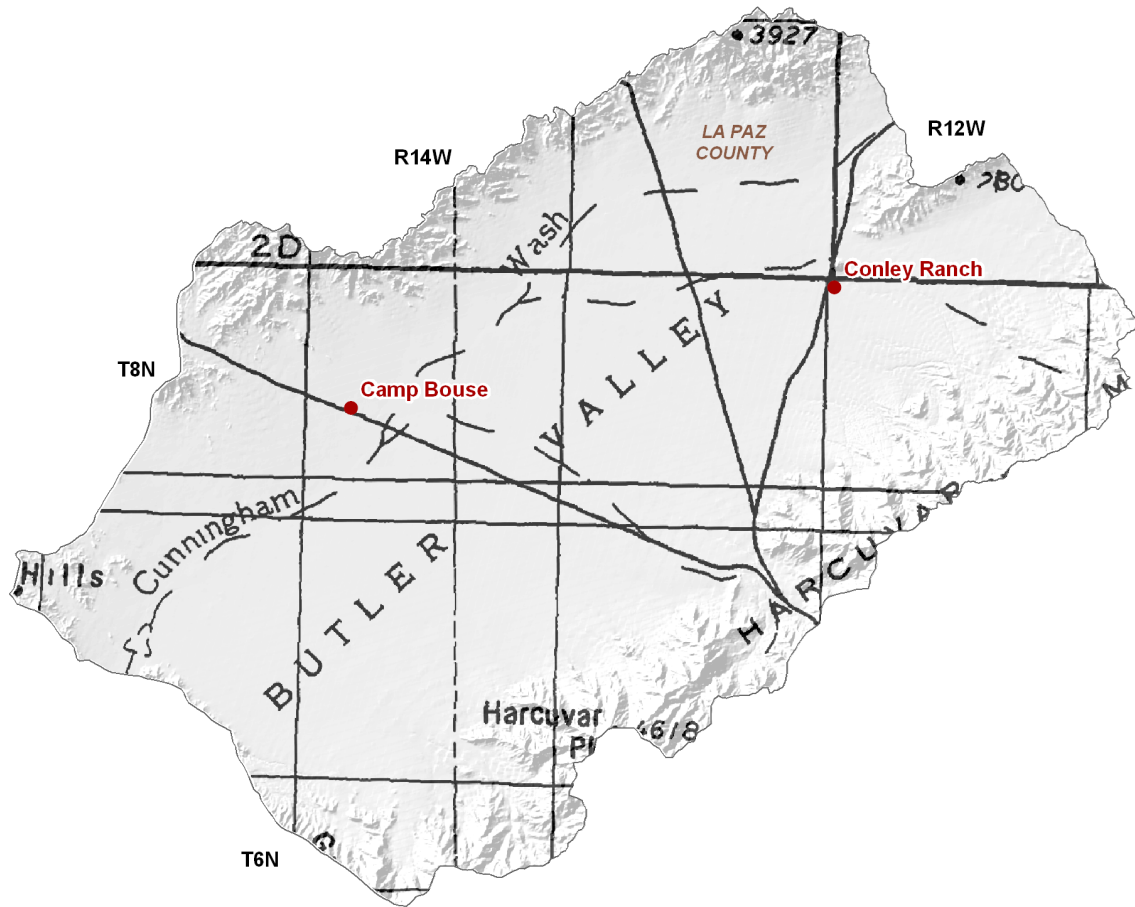 3927
LA PAZ
COUNTY
R12W
R14W
Wash
2D
Conley Ranch
VALLEY
T8N
Camp Bouse
M
Cunningham
HARCUVAR
BUTLER
Hills
Harcuvar
T6N